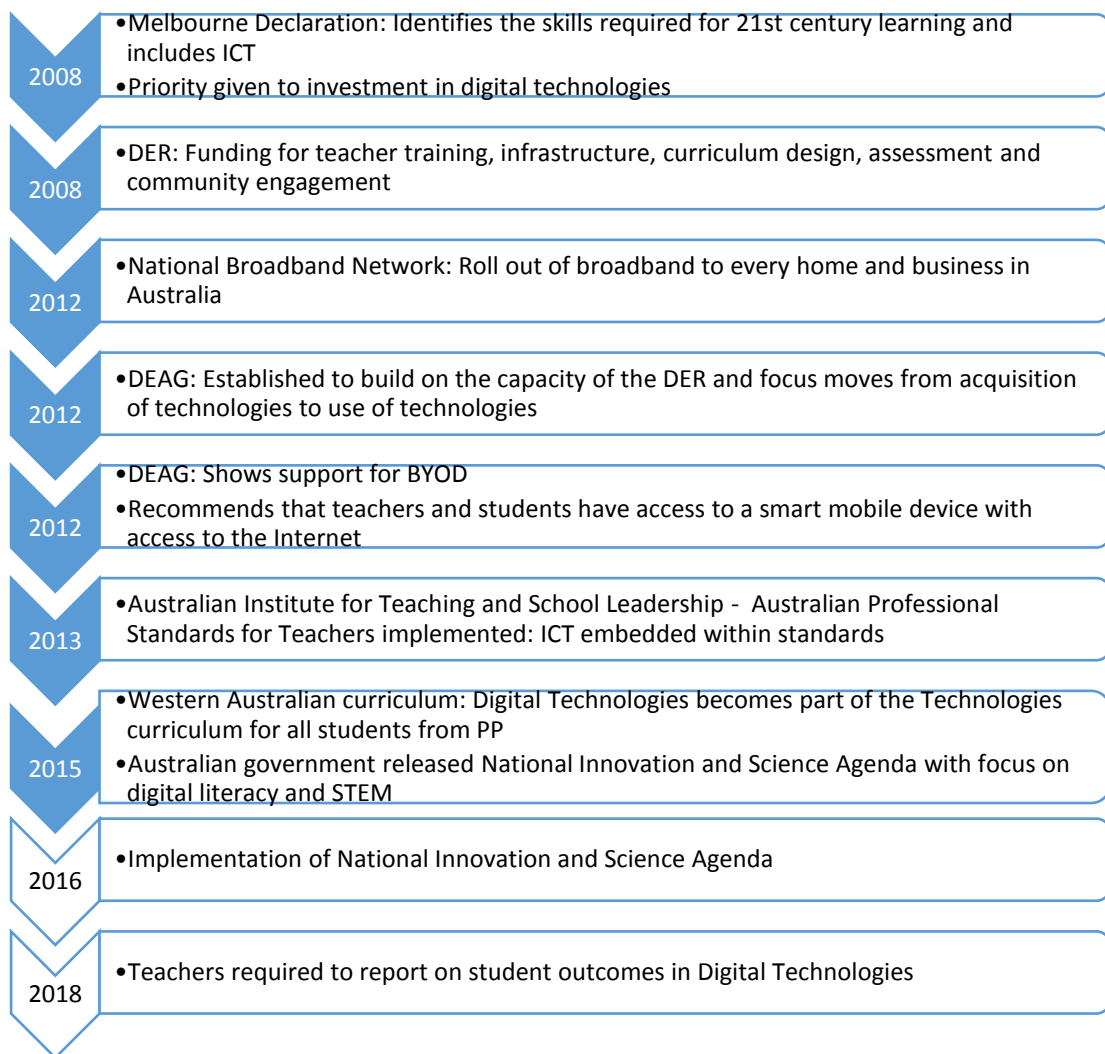 •Melbourne Declaration: Identifies the skills required for 21st century learning and
includes ICT
2008
•Priority given to investment in digital technologies
•DER: Funding for teacher training, infrastructure, curriculum design, assessment and
community engagement
2008
•National Broadband Network: Roll out of broadband to every home and business in
Australia
2012
•DEAG: Established to build on the capacity of the DER and focus moves from acquisition
of technologies to use of technologies
2012
•DEAG: Shows support for BYOD
•Recommends that teachers and students have access to a smart mobile device with
access to the Internet
2012
•Australian Institute for Teaching and School Leadership - Australian Professional
Standards for Teachers implemented: ICT embedded within standards
2013
•Western Australian curriculum: Digital Technologies becomes part of the Technologies
curriculum for all students from PP
2015
•Australian government released National Innovation and Science Agenda with focus on
digital literacy and STEM
•Implementation of National Innovation and Science Agenda
2016
•Teachers required to report on student outcomes in Digital Technologies
2018